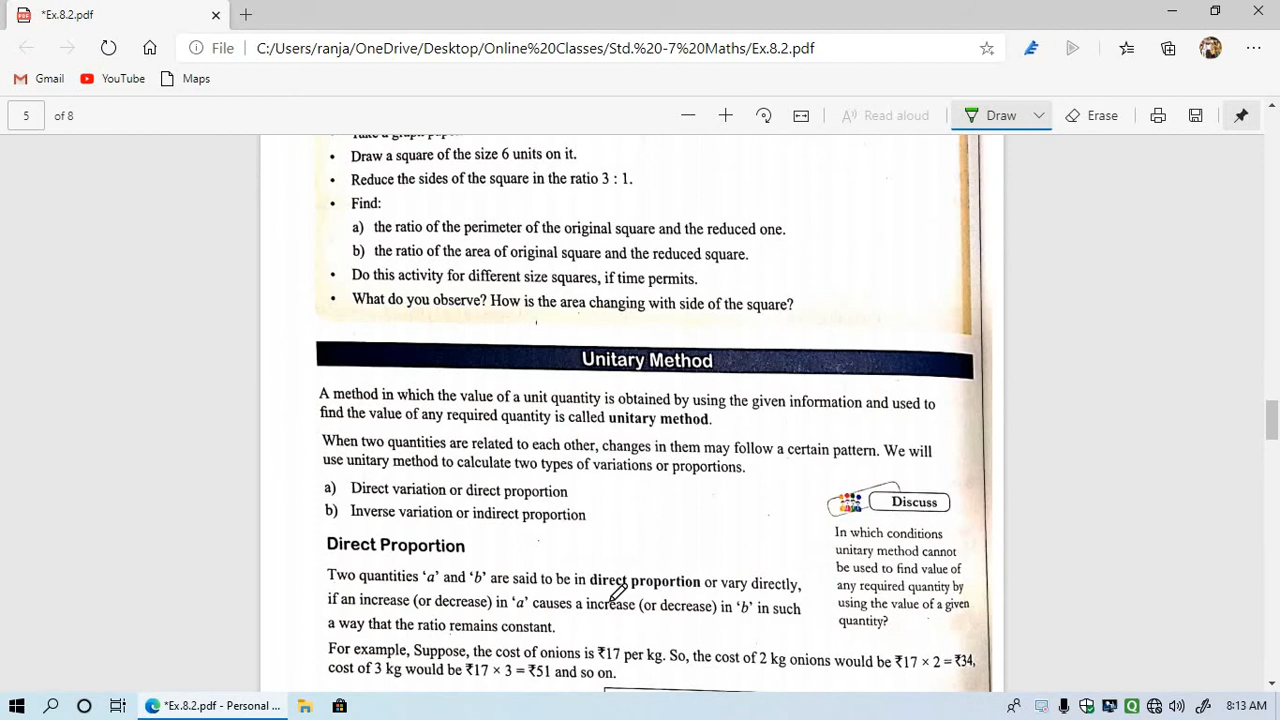 *Ex.8.2.pdf
File C:/Users/ranja/OneDrive/Desktop/Online%20Classes/Std.%20-7%20Maths/Ex.8.2.pdf
Gmail YouTube Maps
5 of 8 Read aloud Draw Erase
• Draw a square of the size 6 units on it.
• Reduce the sides of the square in the ratio 3 : 1.
• Find:
a) the ratio of the perimeter of the original square and the reduced one.
b) the ratio of the area of original square and the reduced square.
• Do this activity for different size squares, if time permits.
• What do you observe? How is the area changing with side of the square?
Unitary Method
A method in which the value of a unit quantity is obtained by using the given information and used to
find the value of any required quantity is called unitary method.
When two quantities are related to each other, changes in them may follow a certain pattern. We will
use unitary method to calculate two types of variations or proportions.
a) Direct variation or direct proportion
b) Inverse variation or indirect proportion
Discuss
In which conditions
unitary method cannot
be used to find value of
any required quantity by
using the value of a given
quantity?
Direct Proportion
Two quantities ‘a’ and ‘b’ are said to be in direct proportion or vary directly,
if an increase (or decrease) in ‘a’ causes a increase (or decrease) in ‘b’ in such
a way that the ratio remains constant.
For example, Suppose, the cost of onions is ₹17 per kg. So, the cost of 2 kg onions would be ₹17 × 2 = ₹34,
cost of 3 kg would be ₹17 × 3 = ₹51 and so on.
*Ex.8.2.pdf - Personal ...
8:13 AM